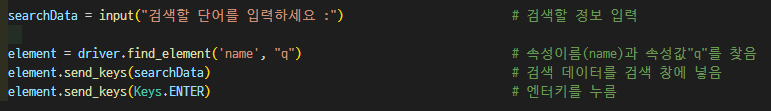 searchData = input("검색할 단어를 입력하세요 :") # 검색할 정보 입력
element = driver.find_element('name', "q") # 속성이름(name)과 속성값"q"를 찾음
element.send_keys(searchData) # 검색 데이터를 검색 창에 넣음
element.send_keys(Keys.ENTER) # 엔터키를 누름